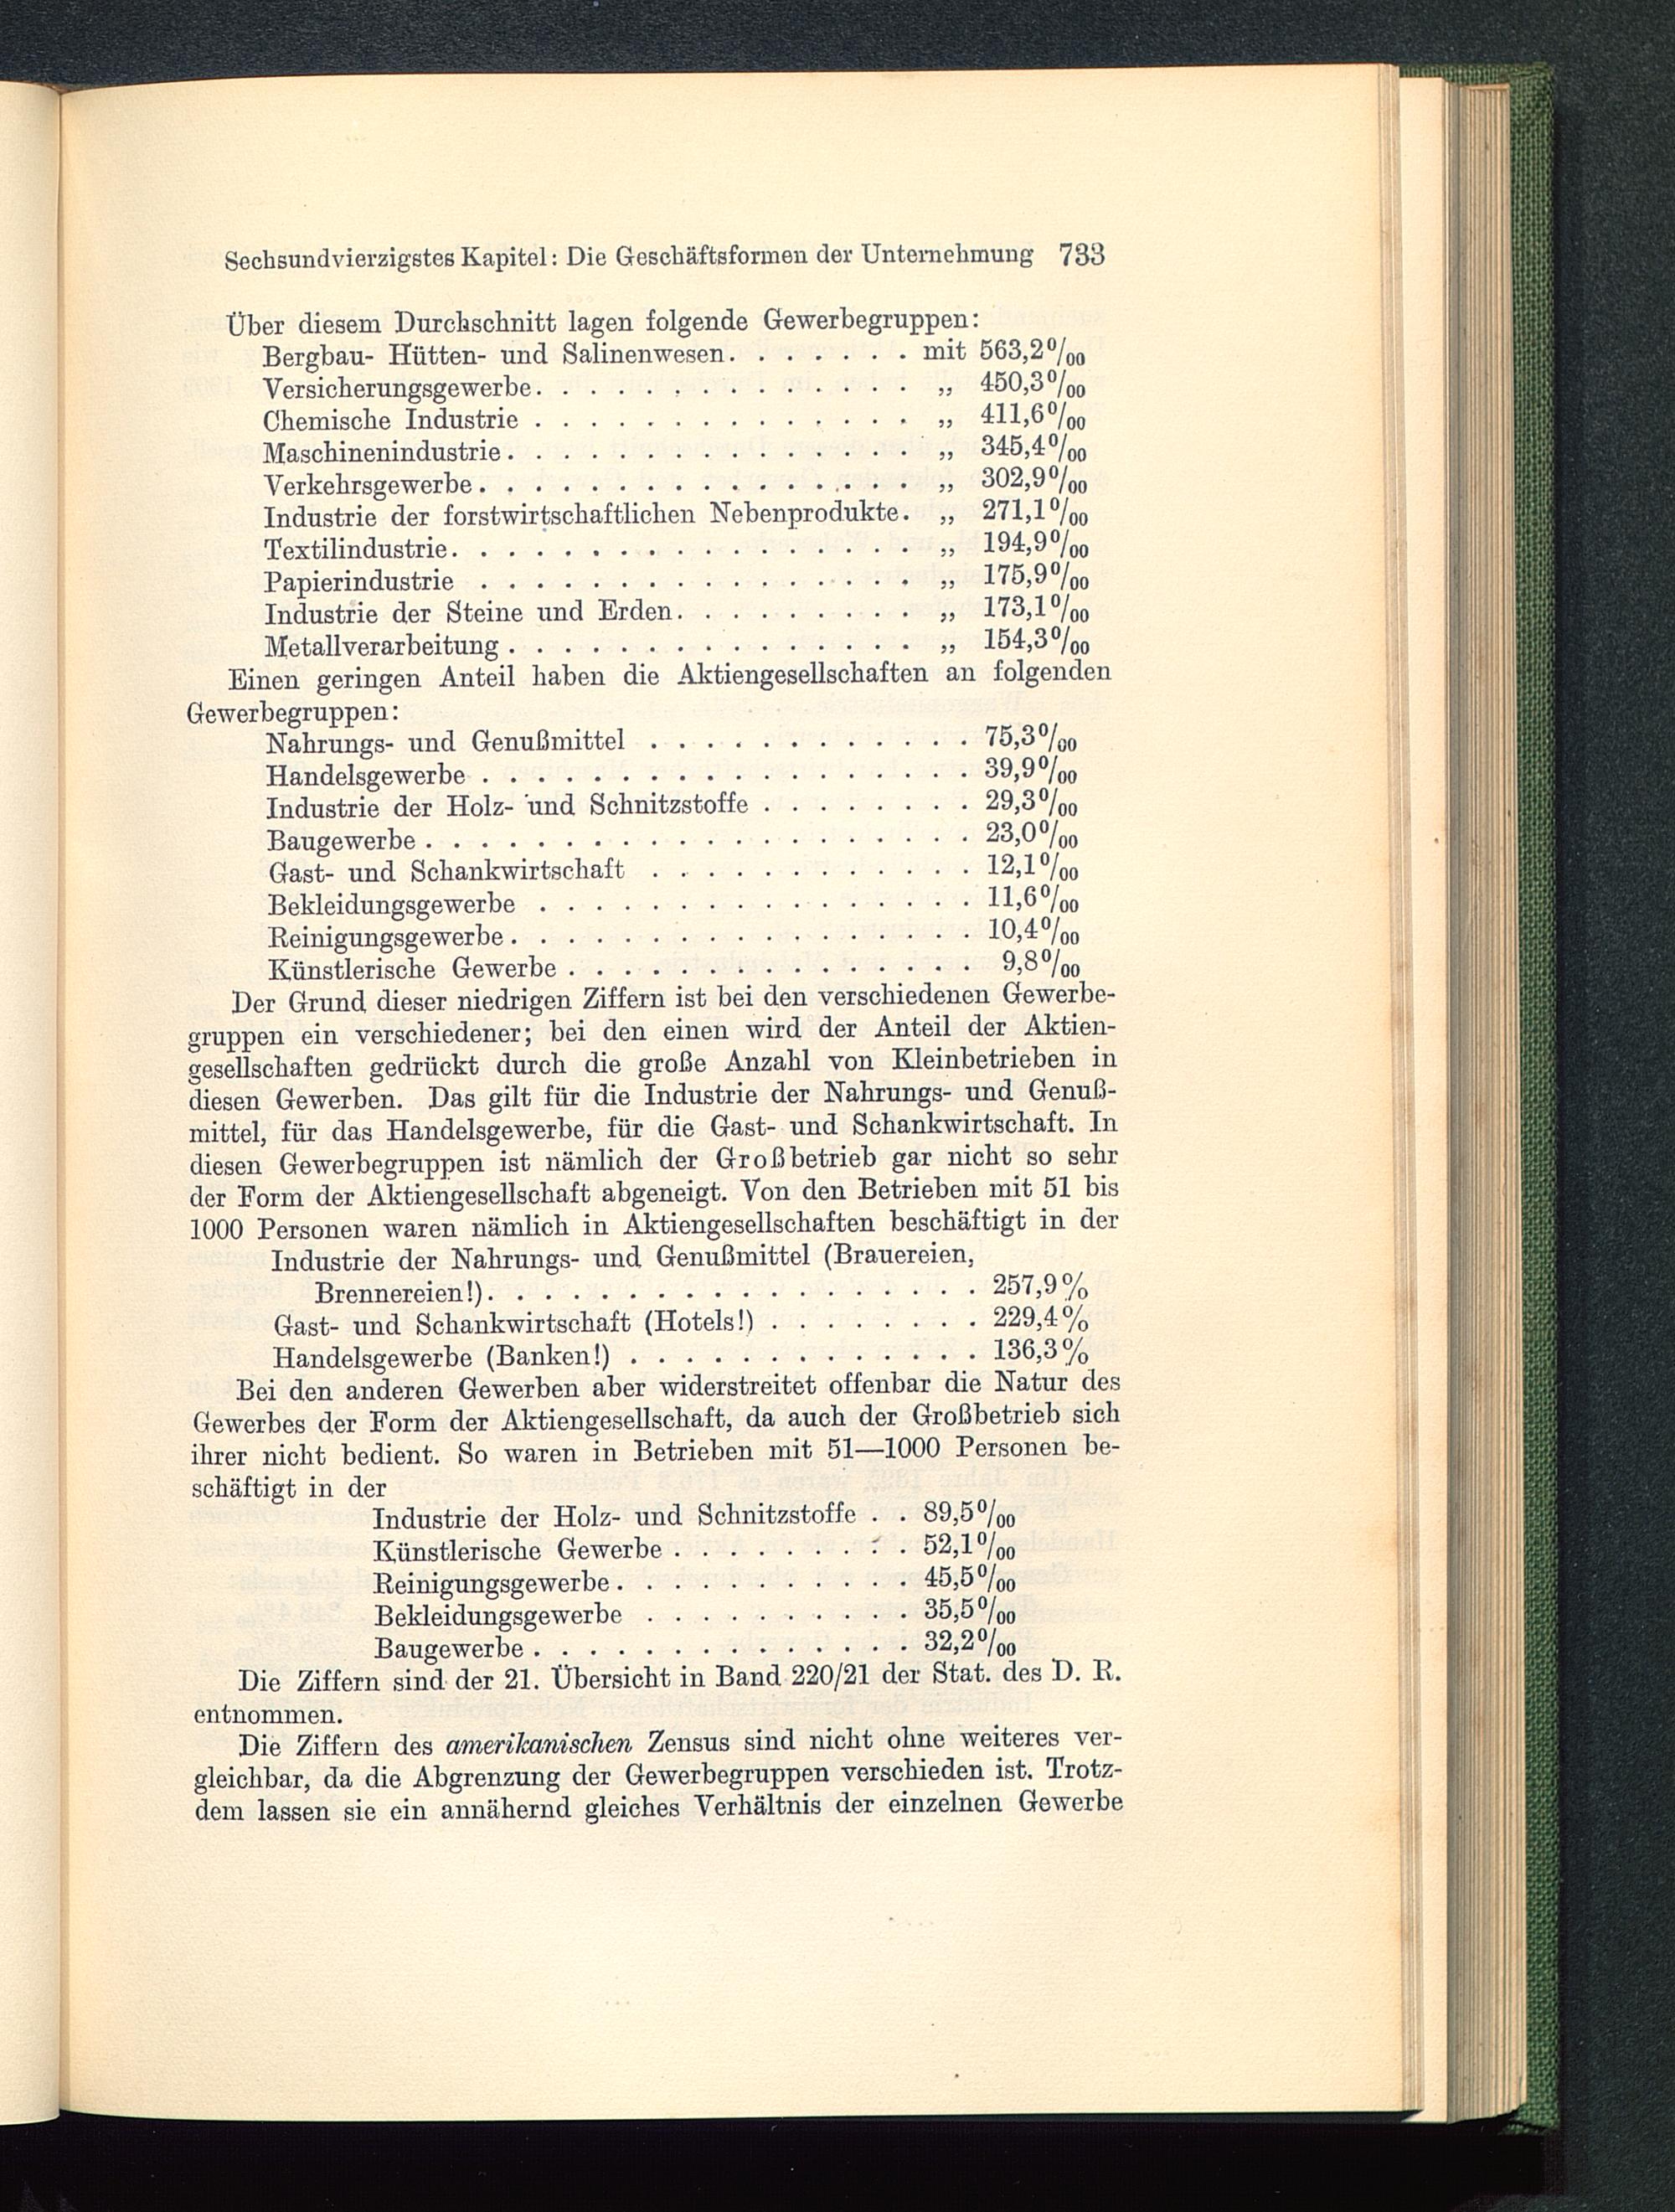 Sechsundvierzigstes Kapitel: Die Geschäftsformen der Unternehmung 733
Über diesem Durchschnitt lagen folgende Gewerbegruppen:
Bergbau- Hütten- und Salinenwesen. . . . . . . mit 563,2‰
Versicherungsgewerbe. . . . . . . . . . . . . . „ 450,3‰
Chemische Industrie . . . . . . . . . . . . . . „ 411,6‰
Maschinenindustrie. . . . . . . . . . . . . . . „ 345,4‰
Verkehrsgewerbe. . . . . . . . . . . . . . . . „ 302,9‰
Industrie der forstwirtschaftlichen Nebenprodukte. „ 271,1‰
Textilindustrie. . . . . . . . . . . . . . . . . „ 194,9‰
Papierindustrie . . . . . . . . . . . . . . . . „ 175,9‰
Industrie der Steine und Erden. . . . . . . . . „ 173,1‰
Metallverarbeitung . . . . . . . . . . . . . . . „ 154,3‰
Einen geringen Anteil haben die Aktiengesellschaften an folgenden
Gewerbegruppen:
Nahrungs- und Genußmittel . . . . . . . . . . . . 75,3‰
Handelsgewerbe . . . . . . . . . . . . . . . . . . 39,9‰
Industrie der Holz- und Schnitzstoffe . . . . . . . . 29,3‰
Baugewerbe . . . . . . . . . . . . . . . . . . . . 23,0‰
Gast- und Schankwirtschaft . . . . . . . . . . . . 12,1‰
Bekleidungsgewerbe . . . . . . . . . . . . . . . . 11,6‰
Reinigungsgewerbe. . . . . . . . . . . . . . . . . 10,4‰
Künstlerische Gewerbe . . . . . . . . . . . . . . . 9,8‰
Der Grund dieser niedrigen Ziffern ist bei den verschiedenen Gewerbe-
gruppen ein verschiedener; bei den einen wird der Anteil der Aktien-
gesellschaften gedrückt durch die große Anzahl von Kleinbetrieben in
diesen Gewerben. Das gilt für die Industrie der Nahrungs- und Genuß-
mittel, für das Handelsgewerbe, für die Gast- und Schankwirtschaft. In
diesen Gewerbegruppen ist nämlich der Großbetrieb gar nicht so sehr
der Form der Aktiengesellschaft abgeneigt. Von den Betrieben mit 51 bis
1000 Personen waren nämlich in Aktiengesellschaften beschäftigt in der
Industrie der Nahrungs- und Genußmittel (Brauereien,
Brennereien!). . . . . . . . . . . . . . . . . . 257,9%
Gast- und Schankwirtschaft (Hotels!) . . . . . . . . 229,4%
Handelsgewerbe (Banken!) . . . . . . . . . . . . . 136,3%
Bei den anderen Gewerben aber widerstreitet offenbar die Natur des
Gewerbes der Form der Aktiengesellschaft, da auch der Großbetrieb sich
ihrer nicht bedient. So waren in Betrieben mit 51—1000 Personen be-
schäftigt in der
Industrie der Holz- und Schnitzstoffe . . 89,5‰
Künstlerische Gewerbe . . . . . . . . . 52,1‰
Reinigungsgewerbe. . . . . . . . . . . 45,5‰
Bekleidungsgewerbe . . . . . . . . . . 35,5‰
Baugewerbe . . . . . . . . . . . . . . 32,2‰
Die Ziffern sind der 21. Übersicht in Band 220/21 der Stat. des D. R.
entnommen.
Die Ziffern des amerikanischen Zensus sind nicht ohne weiteres ver-
gleichbar, da die Abgrenzung der Gewerbegruppen verschieden ist. Trotz-
dem lassen sie ein annähernd gleiches Verhältnis der einzelnen Gewerbe